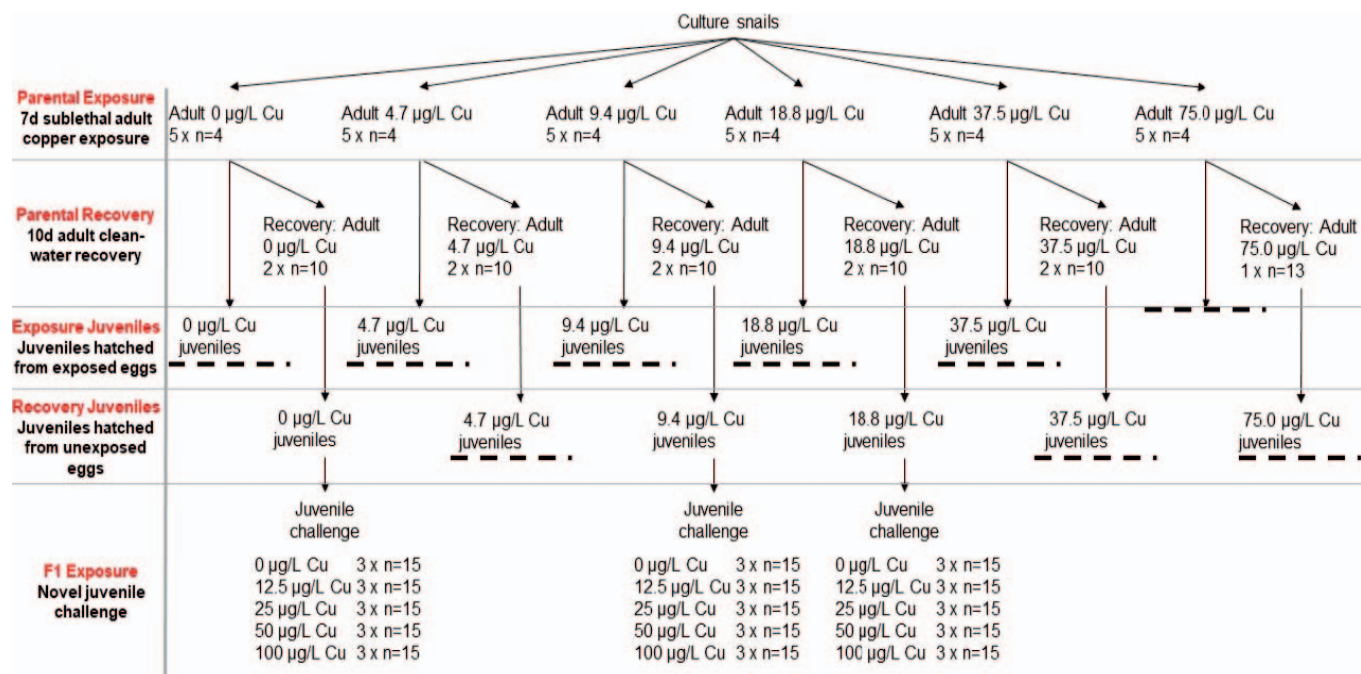 Culture snails
Parental Exposure
7d sublethal adult
copper exposure
Adult 0 µg/L Cu
5 x n=4
Adult 4.7 µg/L Cu
5 x n=4
Adult 9.4 µg/L Cu
5 x n=4
Adult 18.8 µg/L Cu
5 x n=4
Adult 37.5 µg/L Cu
5 x n=4
Adult 75.0 µg/L Cu
5 x n=4
Parental Recovery
10d adult clean-
water recovery
Recovery: Adult
0 µg/L Cu
2 x n=10
Recovery: Adult
4.7 µg/L Cu
2 x n=10
Recovery: Adult
9.4 µg/L Cu
2 x n=10
Recovery: Adult
18.8 µg/L Cu
2 x n=10
Recovery: Adult
37.5 µg/L Cu
2 x n=10
Recovery: Adult
75.0 µg/L Cu
1 x n=13
Exposure Juveniles
Juveniles hatched
from exposed eggs
0 µg/L Cu
juveniles
4.7 µg/L Cu
juveniles
9.4 µg/L Cu
juveniles
18.8 µg/L Cu
juveniles
37.5 µg/L Cu
juveniles
Recovery Juveniles
Juveniles hatched
from unexposed
eggs
0 µg/L Cu
juveniles
4.7 µg/L Cu
juveniles
9.4 µg/L Cu
juveniles
18.8 µg/L Cu
juveniles
37.5 µg/L Cu
juveniles
75.0 µg/L Cu
juveniles
F1 Exposure
Novel juvenile
challenge
Juvenile
challenge
0 µg/L Cu 3 x n=15
12.5 µg/L Cu 3 x n=15
25 µg/L Cu 3 x n=15
50 µg/L Cu 3 x n=15
100 µg/L Cu 3 x n=15
Juvenile
challenge
0 µg/L Cu 3 x n=15
12.5 µg/L Cu 3 x n=15
25 µg/L Cu 3 x n=15
50 µg/L Cu 3 x n=15
100 µg/L Cu 3 x n=15
Juvenile
challenge
0 µg/L Cu 3 x n=15
12.5 µg/L Cu 3 x n=15
25 µg/L Cu 3 x n=15
50 µg/L Cu 3 x n=15
100 µg/L Cu 3 x n=15